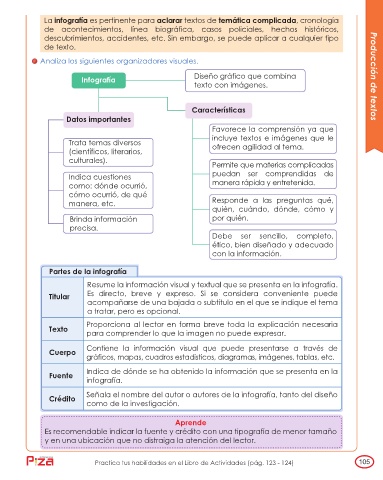 La infografía es pertinente para aclarar textos de temática complicada, cronología
de acontecimientos, línea biográfica, casos policiales, hechos históricos,
descubrimientos, accidentes, etc. Sin embargo, se puede aplicar a cualquier tipo
de texto.
Analiza los siguientes organizadores visuales.
Infografía
Diseño gráfico que combina
texto con imágenes.
Datos importantes
Trata temas diversos
(científicos, literarios,
culturales).
Indica cuestiones
como: dónde ocurrió,
cómo ocurrió, de qué
manera, etc.
Brinda información
precisa.
Características
Favorece la comprensión ya que
incluye textos e imágenes que le
ofrecen agilidad al tema.
Permite que materias complicadas
puedan ser comprendidas de
manera rápida y entretenida.
Responde a las preguntas qué,
quién, cuándo, dónde, cómo y
por quién.
Debe ser sencillo, completo,
ético, bien diseñado y adecuado
con la información.
Partes de la infografía
Titular
Resume la información visual y textual que se presenta en la infografía.
Es directo, breve y expreso. Si se considera conveniente puede
acompañarse de una bajada o subtítulo en el que se indique el tema
a tratar, pero es opcional.
Texto
Proporciona al lector en forma breve toda la explicación necesaria
para comprender lo que la imagen no puede expresar.
Cuerpo
Contiene la información visual que puede presentarse a través de
gráficos, mapas, cuadros estadísticos, diagramas, imágenes, tablas, etc.
Fuente
Indica de dónde se ha obtenido la información que se presenta en la
infografía.
Crédito
Señala el nombre del autor o autores de la infografía, tanto del diseño
como de la investigación.
Aprende
Es recomendable indicar la fuente y crédito con una tipografía de menor tamaño
y en una ubicación que no distraiga la atención del lector.
Practica tus habilidades en el Libro de Actividades (pág. 123 - 124)
105
Producción de textos